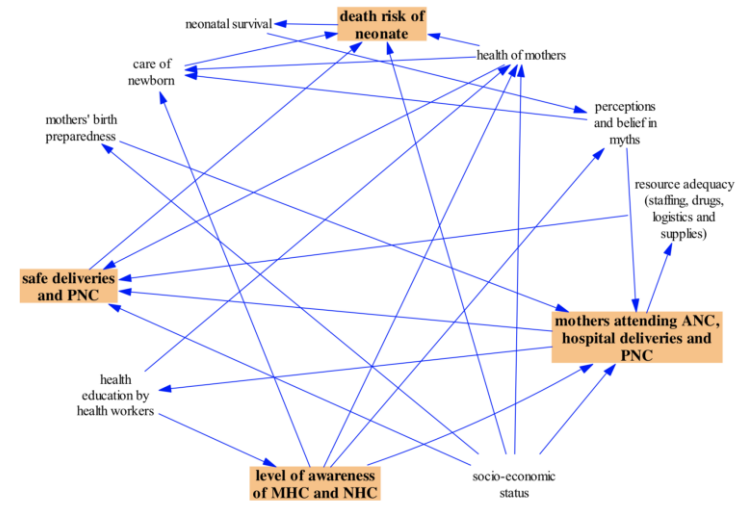 neonatal survival
death risk of
neonate
health of mothers
care of
newborn
perceptions
and belief in
myths
mothers' birth
preparedness
resource adequacy
(staffing, drugs,
logistics and
supplies)
safe deliveries
and PNC
mothers attending ANC,
hospital deliveries and
PNC
health
education by
health workers
level of awareness
of MHC and NHC
socio-economic
status